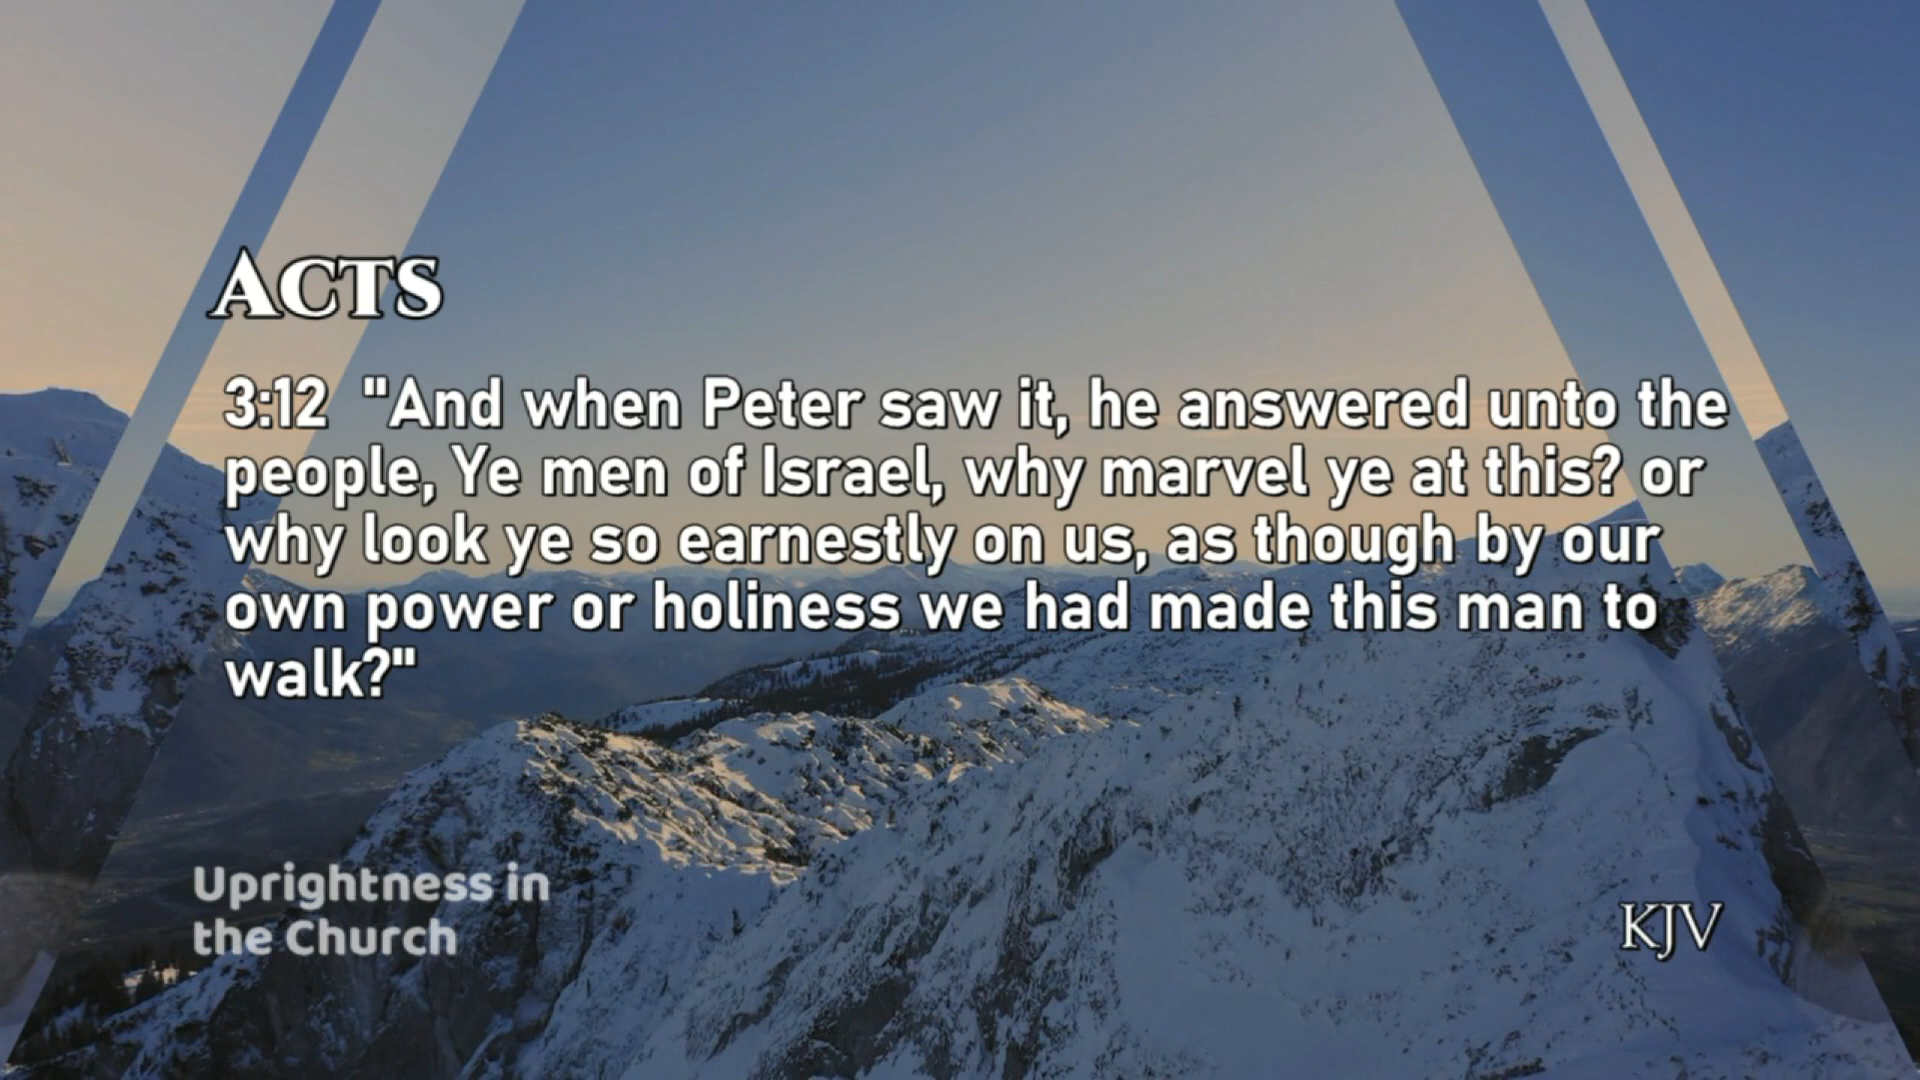 ACTS
3:12 "And when Peter saw it, he answered unto the
people, Ye men of Israel, why marvel ye at this? or
why look ye so earnestly on us, as though by our
own power or holiness we had made this man to
walk?"
Uprightness in
the Church
KJV